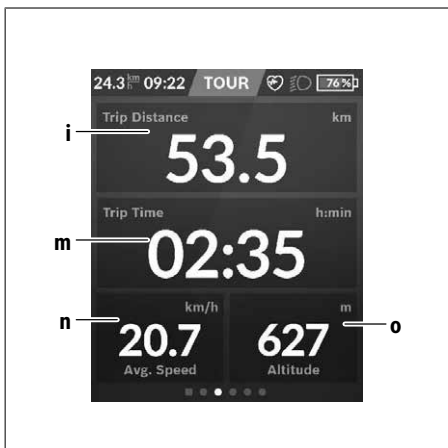 24.3 km/h 09:22 TOUR 76%
Trip Distance km
i
53.5
Trip Time h:min
m
02:35
km/h m
n o
20.7 627
Avg. Speed Altitude